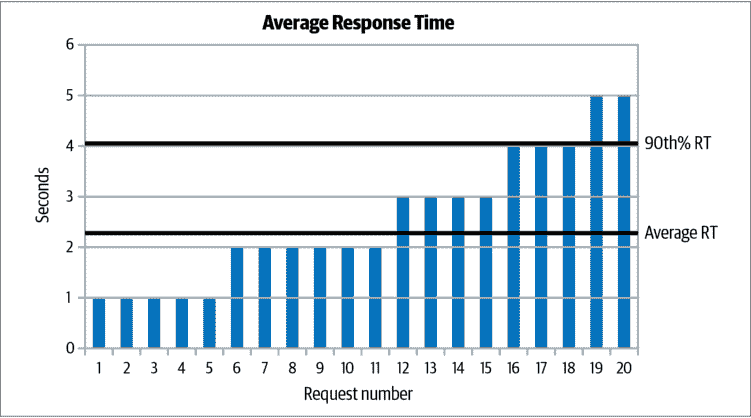 Average Response Time
6
5
4
3
2
1
0
Seconds
90th% RT
Average RT
1 2 3 4 5 6 7 8 9 10 11 12 13 14 15 16 17 18 19 20
Request number